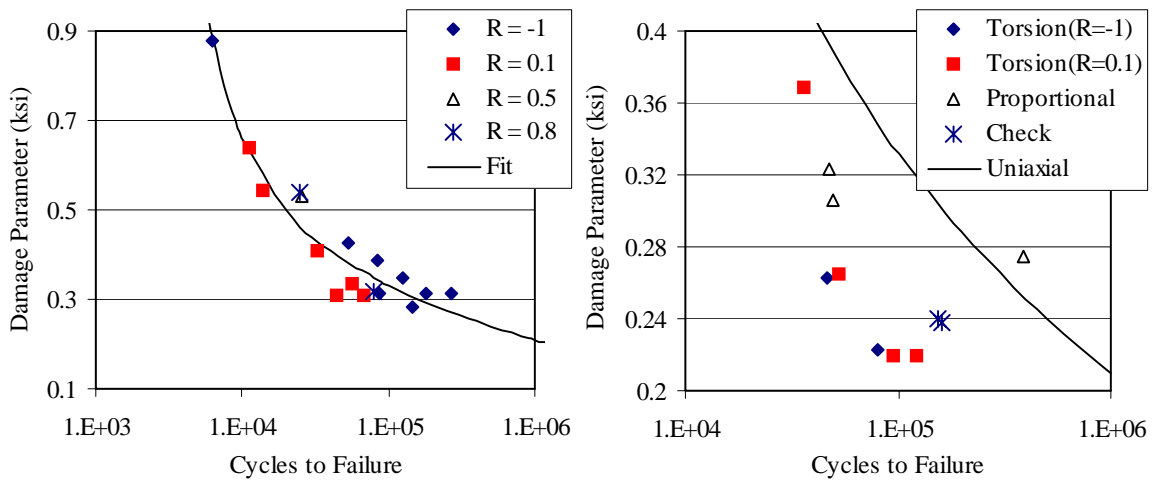 0.9
0.7
0.5
0.3
0.1
Damage Parameter (ksi)
1.E+03
1.E+04
1.E+05
1.E+06
Cycles to Failure
R = -1
R = 0.1
R = 0.5
R = 0.8
Fit
0.4
0.36
0.32
0.28
0.24
0.2
Damage Parameter (ksi)
1.E+04
1.E+05
1.E+06
Cycles to Failure
Torsion(R=-1)
Torsion(R=0.1)
Proportional
Check
Uniaxial